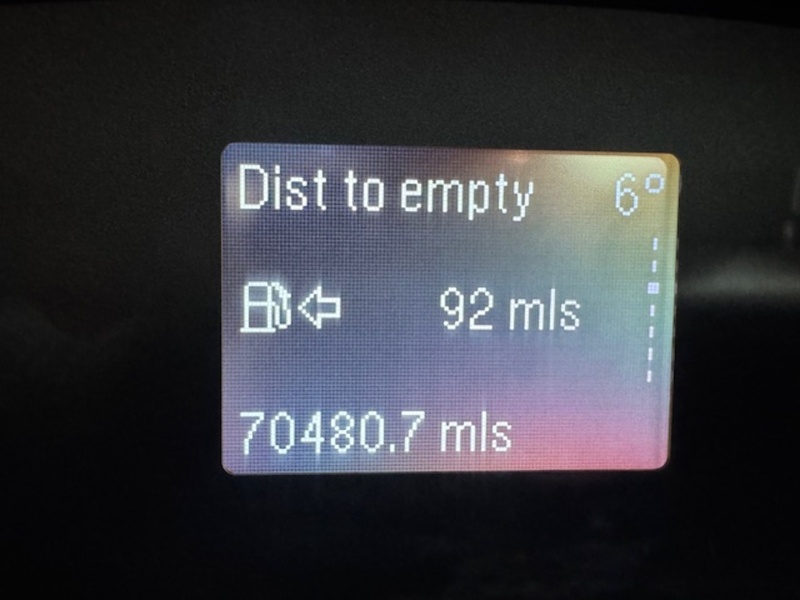 Dist to empty 6°
92 mls
70480.7 mls